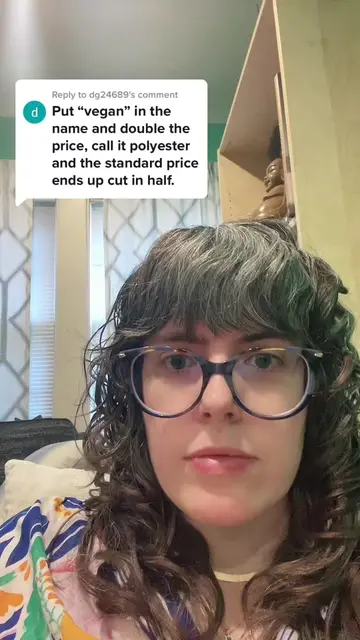 Reply to dg24689's comment
d
Put “vegan” in the
name and double the
price, call it polyester
and the standard price
ends up cut in half.